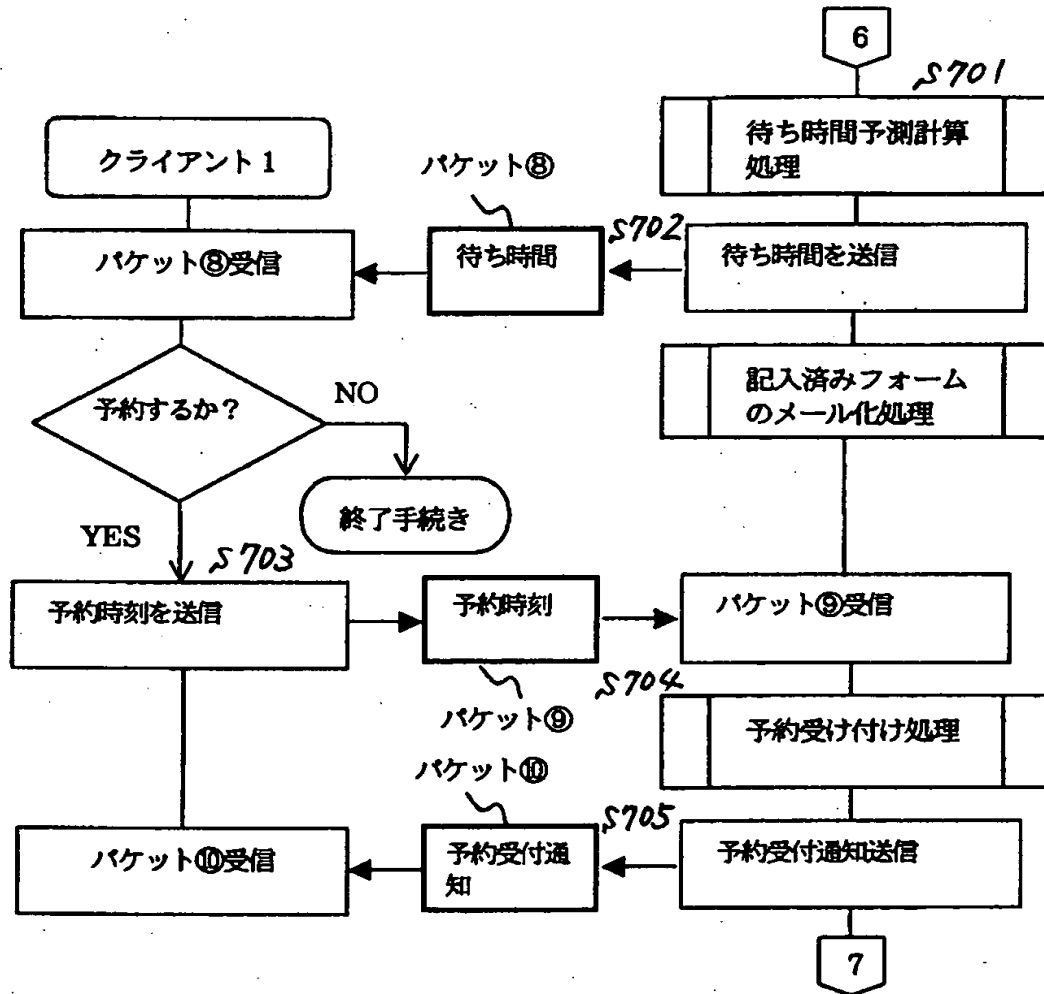 6
S701
待ち時間予測計算
処理
クライアント1
パケット⑧
パケット⑧受信
待ち時間
S702
待ち時間を送信
予約するか?
NO
記入済みフォーム
のメール化処理
終了手続き
YES
S703
予約時刻を送信
予約時刻
パケット⑨受信
パケット⑨
S704
予約受け付け処理
パケット⑩
S705
パケット⑩受信
予約受付通
知
予約受付通知送信
7